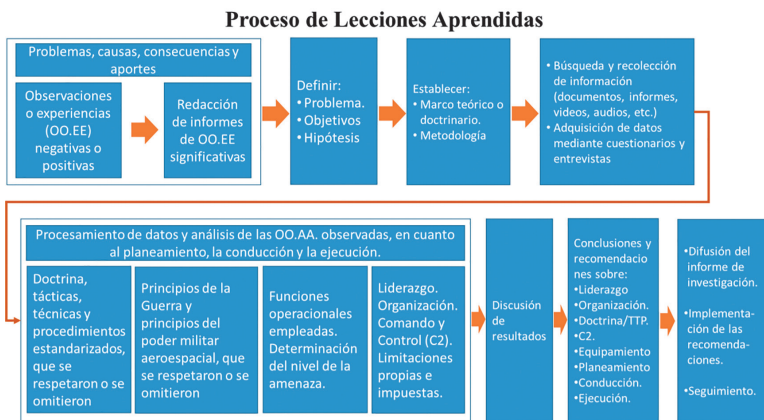 Proceso de Lecciones Aprendidas
Problemas, causas, consecuencias y
aportes
Observaciones
o experiencias
(OO.EE)
negativas o
positivas
Redacción
de informes
de OO.EE
significativas
Definir:
• Problema.
• Objetivos
• Hipótesis
Establecer:
• Marco teórico o
doctrinario.
• Metodología
• Búsqueda y recolección
de información
(documentos, informes,
videos, audios, etc.)
• Adquisición de datos
mediante cuestionarios y
entrevistas
Procesamiento de datos y análisis de las OO.AA. observadas, en cuanto
al planeamiento, la conducción y la ejecución.
Doctrina,
tácticas,
técnicas y
procedimientos
estandarizados,
que se
respetaron o se
omitieron
Principios de la
Guerra y
principios del
poder militar
aeroespacial, que
se respetaron o se
omitieron
Funciones
operacionales
empleadas.
Determinación
del nivel de la
amenaza.
Liderazgo.
Organización.
Comando y
Control (C2).
Limitaciones
propias e
impuestas.
Discusión
de
resultados
Conclusiones y
recomendacio
nes sobre:
•Liderazgo
•Organización.
•Doctrina/TTP.
•C2.
•Equipamiento
•Planeamiento
•Conducción.
•Ejecución.
•Difusión del
informe de
investigación.
•Implementa-
ción de las
recomenda-
ciones.
•Seguimiento.